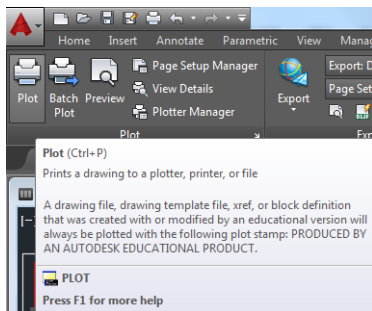 Home Insert Annotate Parametric View Manag
Plot
Batch Plot
Preview
Page Setup Manager
View Details
Plotter Manager
Export
Export: D
Page Set
Plot
Exp
Plot (Ctrl+P)
Prints a drawing to a plotter, printer, or file
A drawing file, drawing template file, xref, or block definition
that was created with or modified by an educational version will
always be plotted with the following plot stamp: PRODUCED BY
AN AUTODESK EDUCATIONAL PRODUCT.
PLOT
Press F1 for more help